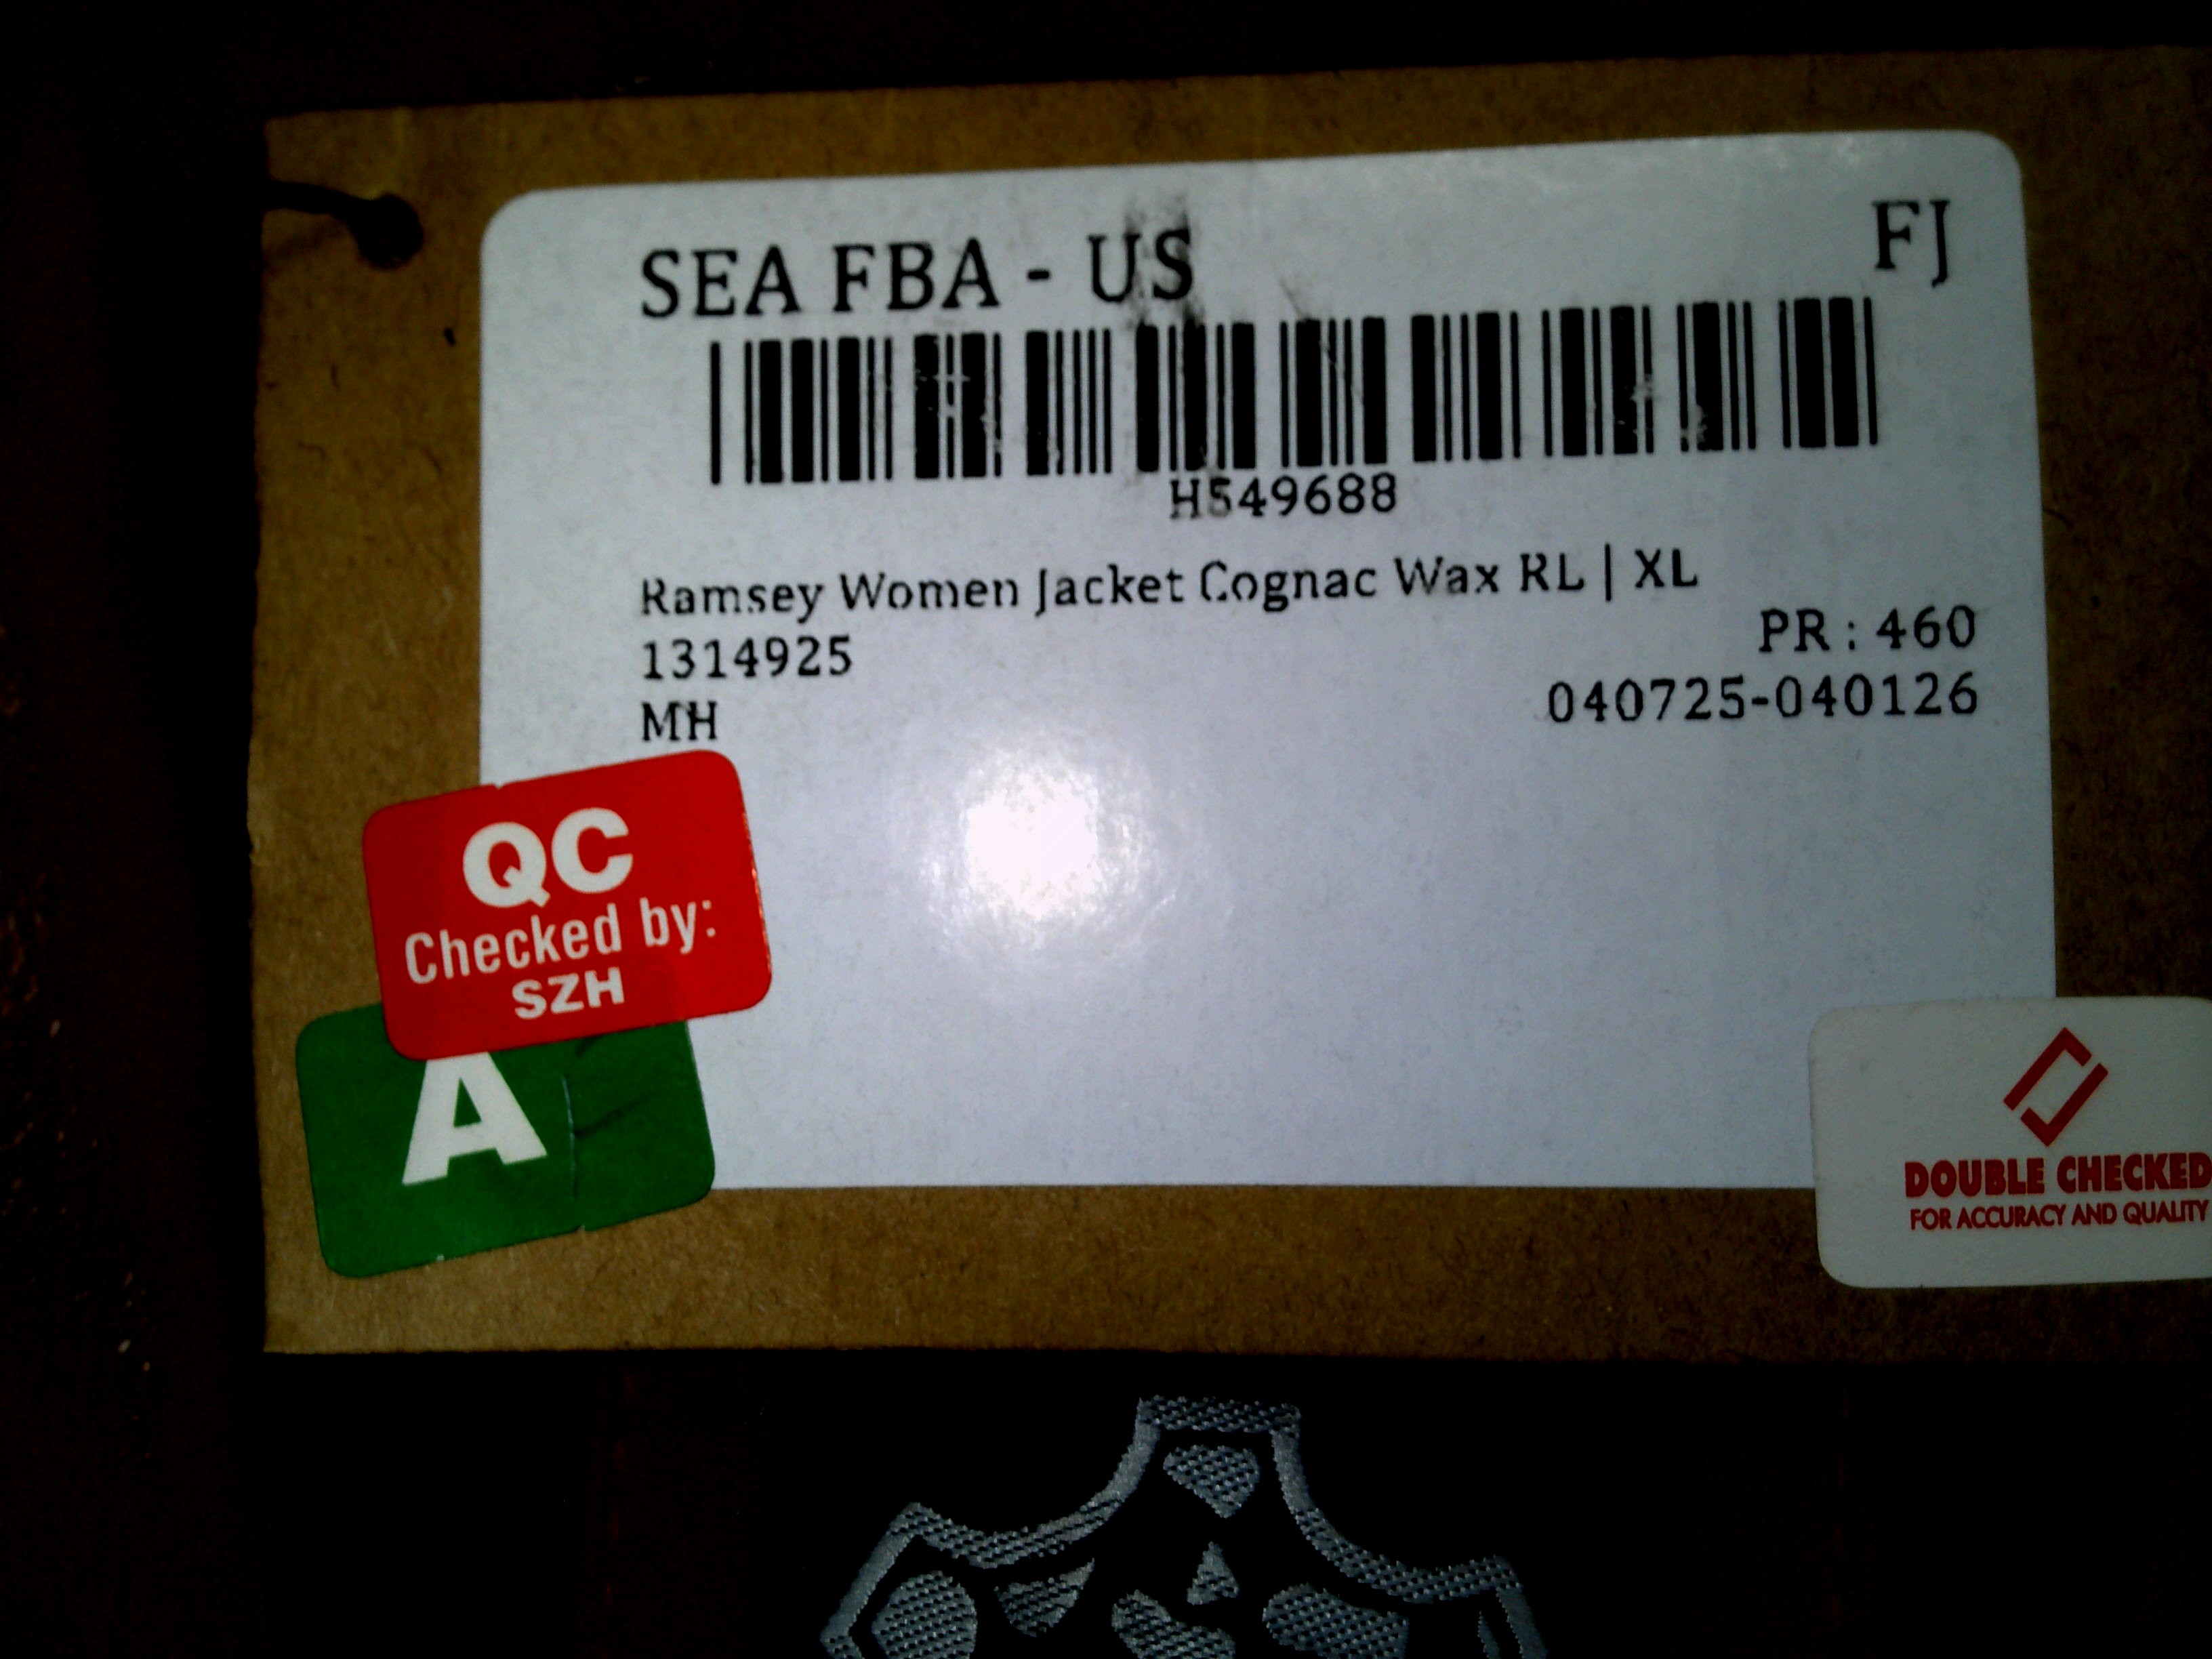 SEA FBA - US
FJ
H549688
Ramsey Women Jacket Cognac Wax RL | XL
PR : 460
1314925
040725-040126
MH
QC
Checked by:
SZH
A
DOUBLE CHECKED
FOR ACCURACY AND QUALITY